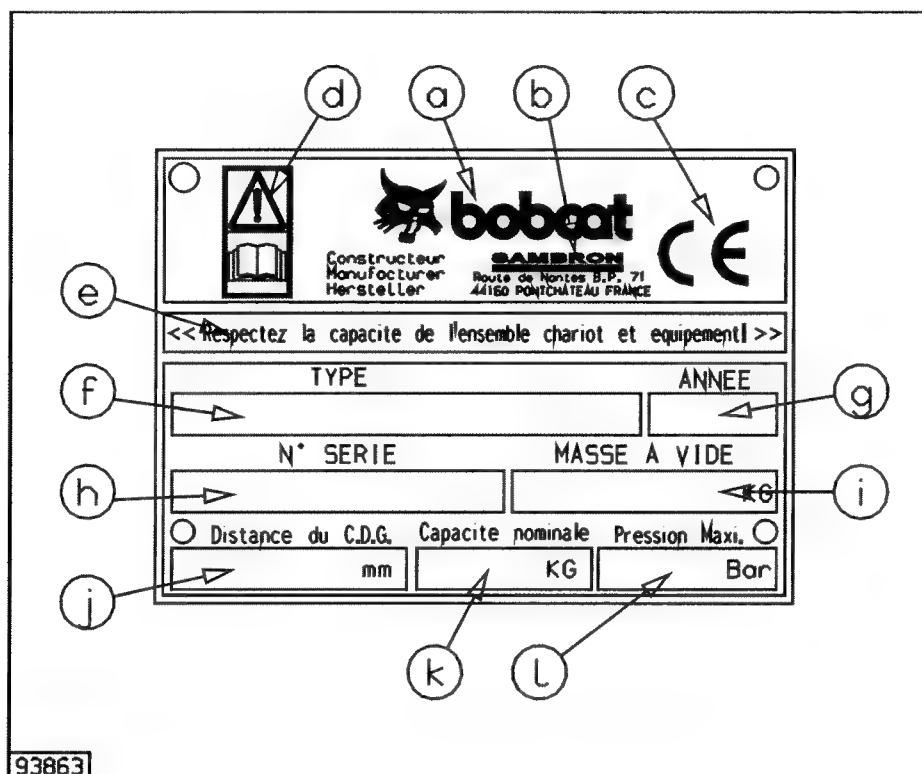 d a b c
bobcat
SAMBRON
CE
Constructeur
Manufacturer
Hersteller
Route de Nantes B.P. 71
44160 PONTCHÂTEAU FRANCE
e
<< Respectez la capacite de l'ensemble chariot et equipement! >>
TYPE ANNEE
f g
N° SERIE MASSE A VIDE
h KG i
Distance du C.D.G. Capacite nominale Pression Maxi.
mm KG Bar
j k l
93863